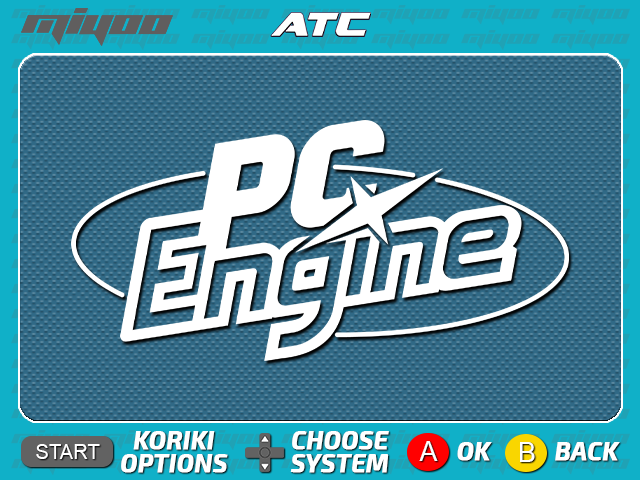 miyoo
ATC
PC
Engine
START
KORIKI
OPTIONS
CHOOSE
SYSTEM
A
OK
B
BACK